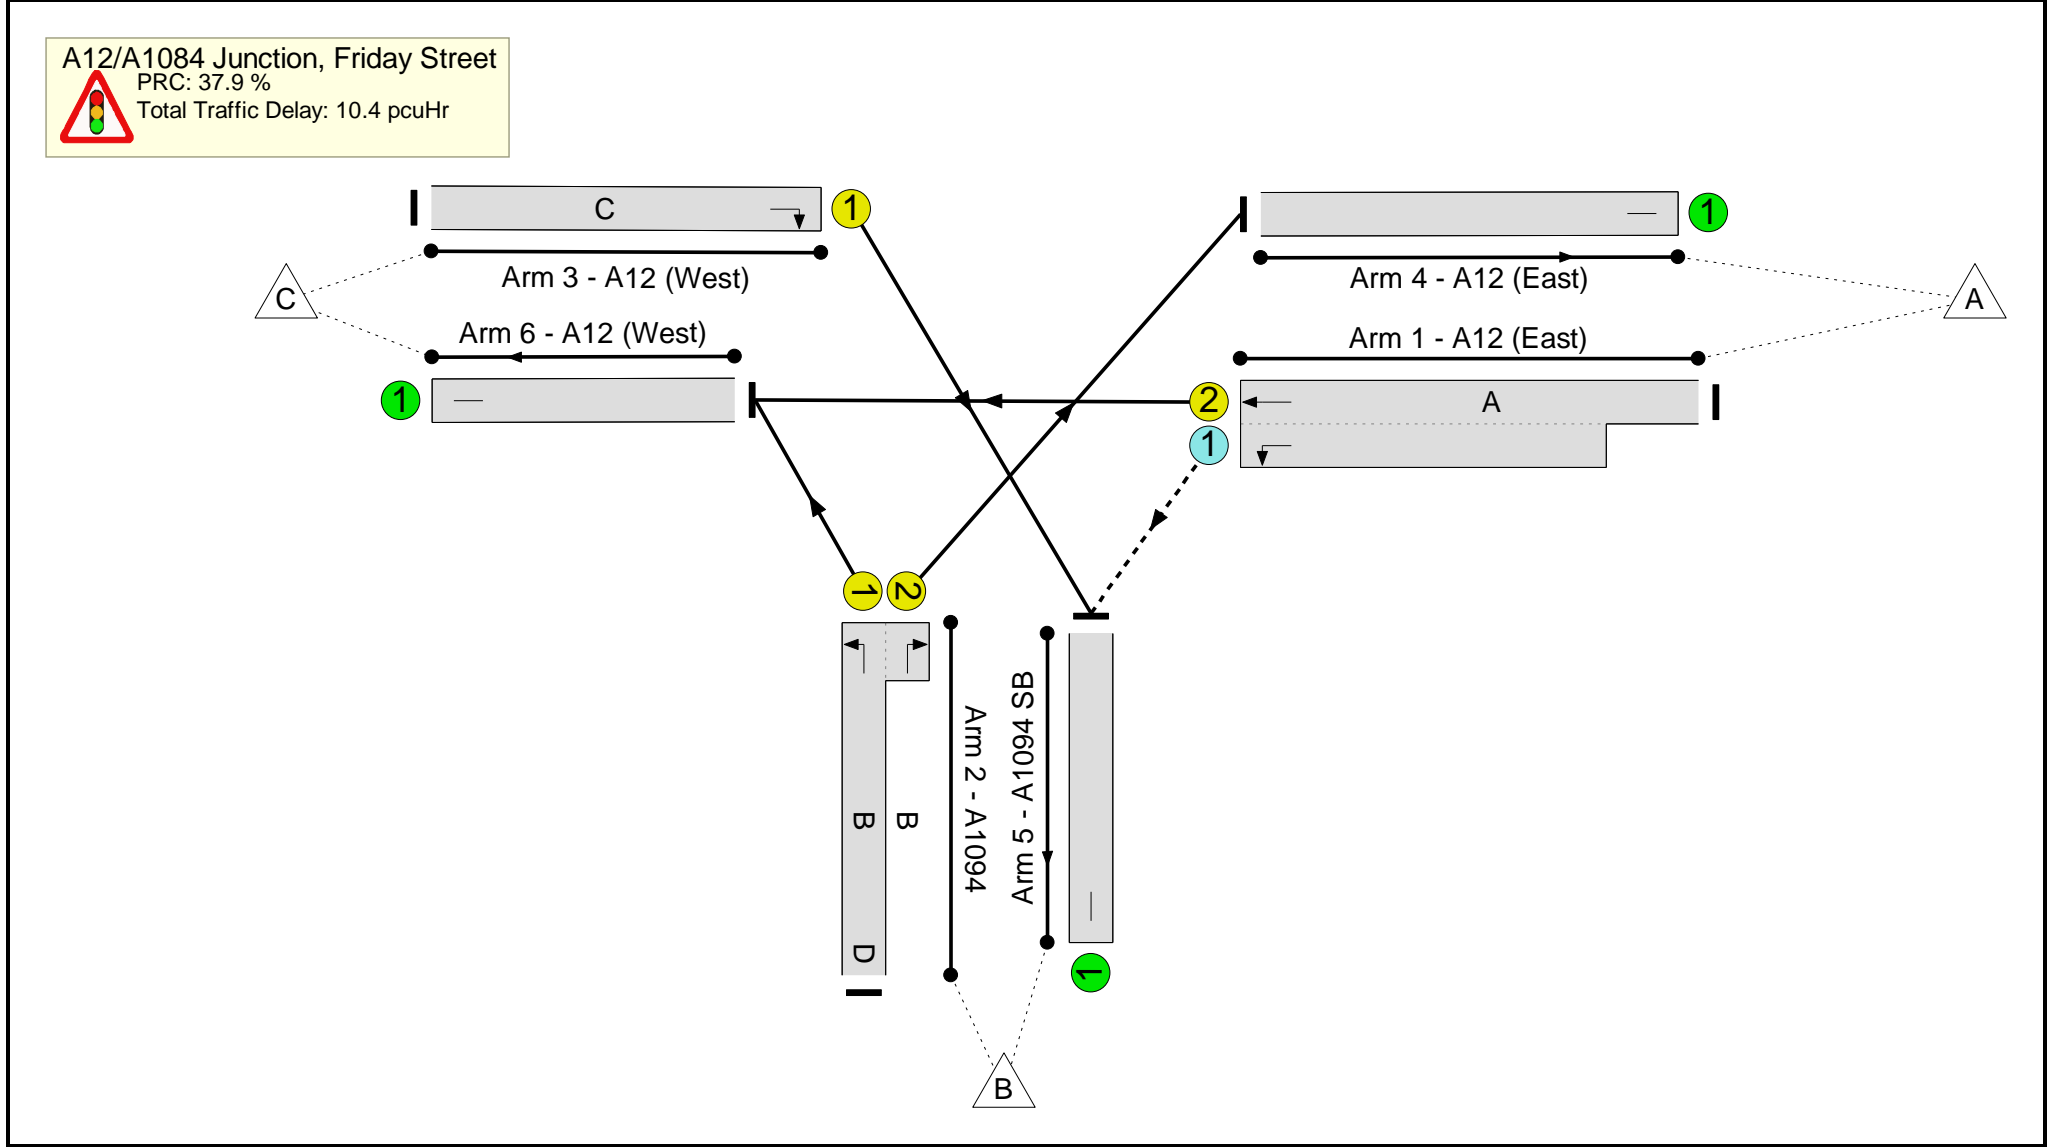 A12/A1084 Junction, Friday Street
PRC: 37.9 %
Total Traffic Delay: 10.4 pcuHr
C
1
1
Arm 3 - A12 (West)
Arm 4 - A12 (East)
C
A
Arm 6 - A12 (West)
Arm 1 - A12 (East)
1
2
A
1
1
2
B
B
D
Arm 2 - A1094
Arm 5 - A1094 SB
1
B